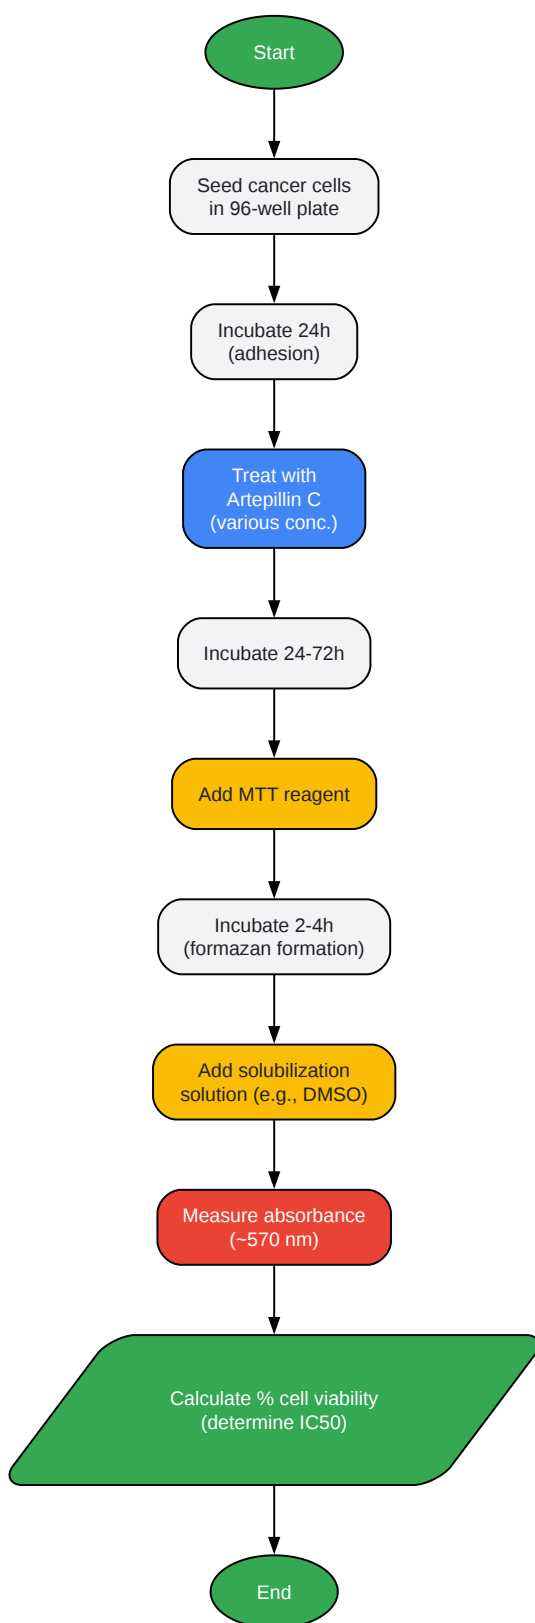 Start
Seed cancer cells
in 96-well plate
Incubate 24h
(adhesion)
Treat with
Artepillin C
(various conc.)
Incubate 24-72h
Add MTT reagent
Incubate 2-4h
(formazan formation)
Add solubilization
solution (e.g., DMSO)
Measure absorbance
(~570 nm)
Calculate % cell viability
(determine IC50)
End